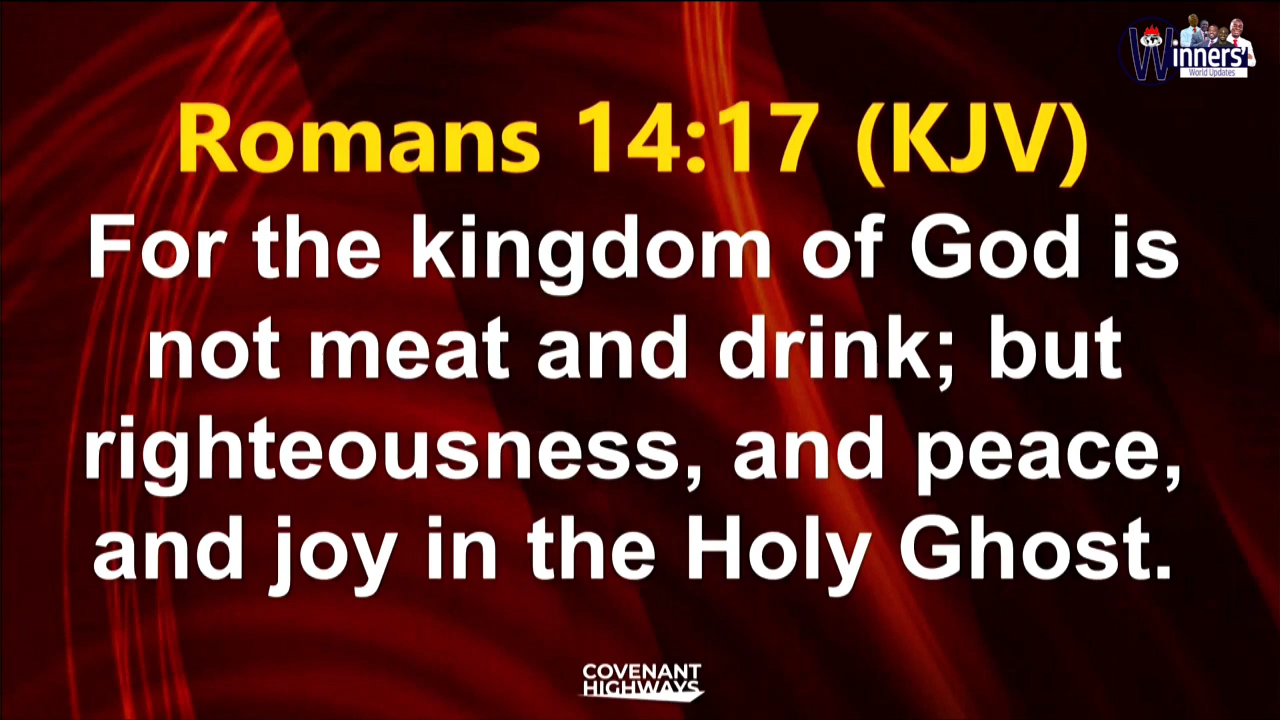 Winners'
World Updates
Romans 14:17 (KJV)
For the kingdom of God is
not meat and drink; but
righteousness, and peace,
and joy in the Holy Ghost.
COVENANT
HIGHWAYS